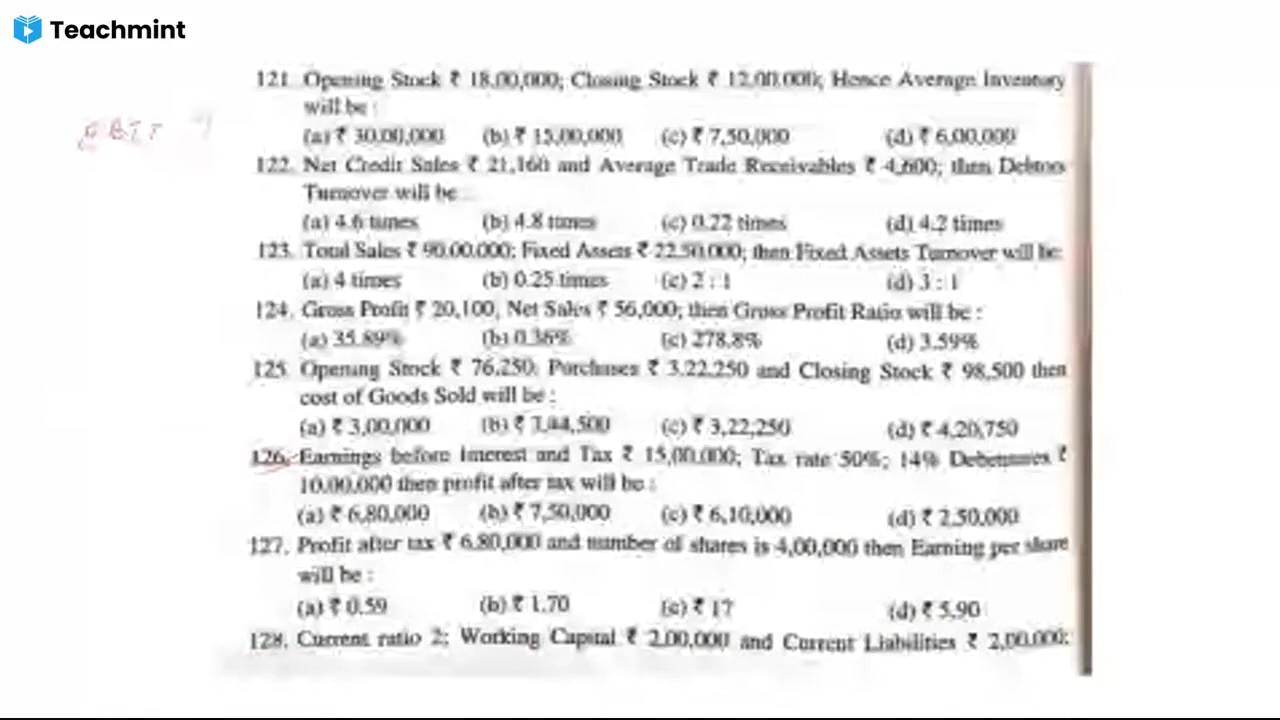 Teachmint
121. Opening Stock ₹ 18,00,000; Closing Stock ₹ 12,00,000; Hence Average Inventory
will be :
(a) ₹ 30,00,000 (b) ₹ 15,00,000 (c) ₹ 7,50,000 (d) ₹ 6,00,000
EBIT
122. Net Credit Sales ₹ 21,160 and Average Trade Receivables ₹ 4,600; then Debtors
Turnover will be
(a) 4.6 times (b) 4.8 times (c) 0.22 times (d) 4.2 times
123. Total Sales ₹ 90,00,000; Fixed Assets ₹ 22,50,000; then Fixed Assets Turnover will be
(a) 4 times (b) 0.25 times (c) 2 : 1 (d) 3 : 1
124. Gross Profit ₹ 20,100, Net Sales ₹ 56,000; then Gross Profit Ratio will be :
(a) 35.89% (b) 0.36% (c) 278.8% (d) 3.59%
125. Opening Stock ₹ 76,250, Purchases ₹ 3,22,250 and Closing Stock ₹ 98,500 then
cost of Goods Sold will be :
(a) ₹ 3,00,000 (b) ₹ (c) ₹ 3,22,250 (d) ₹ 4,20,750
126. Earnings before Interest and Tax ₹ 15,00,000; Tax rate 50%; 14% Debentures ₹
10,00,000 then profit after tax will be :
(a) ₹ 6,80,000 (b) ₹ 7,50,000 (c) ₹ 6,10,000 (d) ₹ 2,50,000
127. Profit after tax ₹ 6,80,000 and number of shares is 4,00,000 then Earning per share
will be :
(a) ₹ 0.59 (b) ₹ 1.70 (c) ₹ 17 (d) ₹ 5.90
128. Current ratio 2; Working Capital ₹ 2,00,000 and Current Liabilities ₹ 2,00,000;